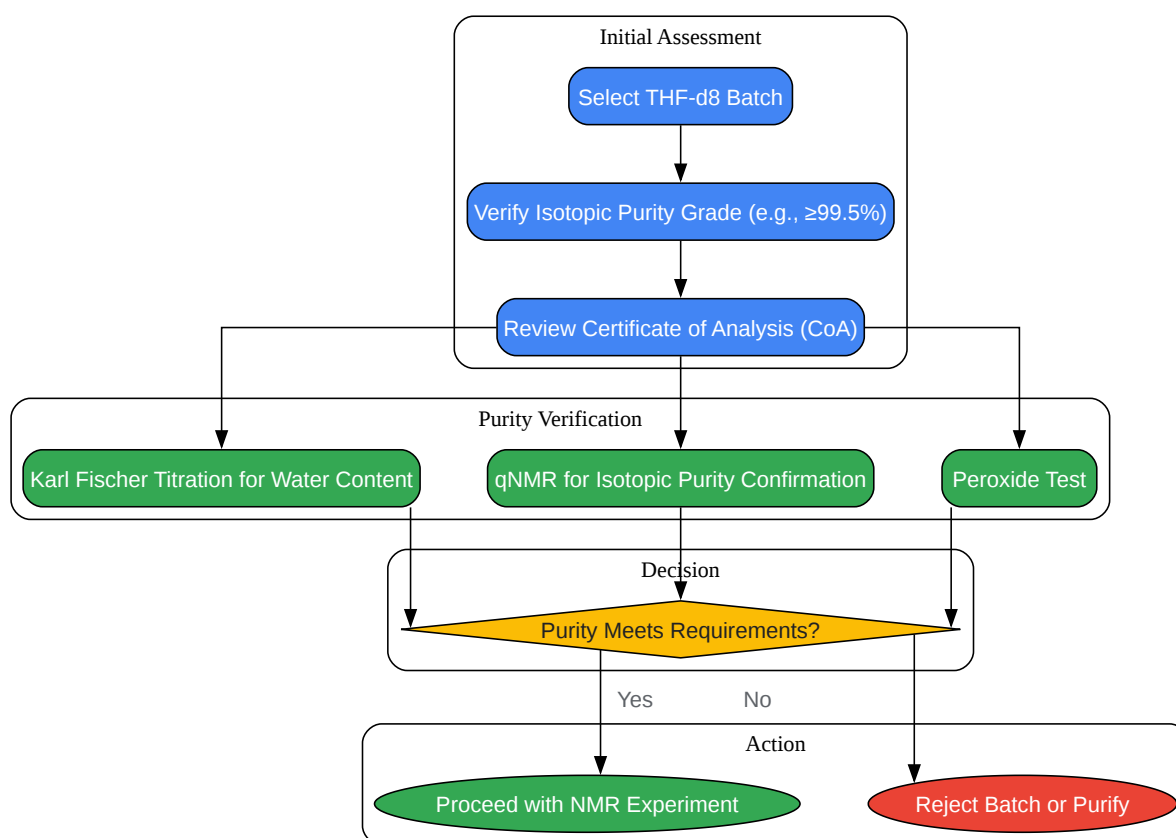 Initial Assessment
Select THF-d8 Batch
Verify Isotopic Purity Grade (e.g., ≥99.5%)
Review Certificate of Analysis (CoA)
Purity Verification
Karl Fischer Titration for Water Content
qNMR for Isotopic Purity Confirmation
Peroxide Test
Decision
Purity Meets Requirements?
Yes
No
Action
Proceed with NMR Experiment
Reject Batch or Purify